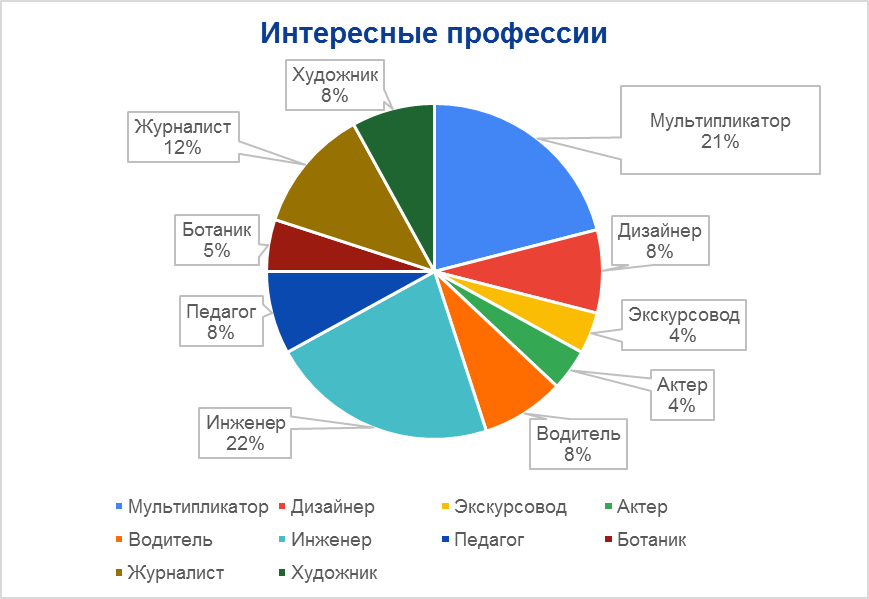 Интересные профессии
Художник
8%
Мультипликатор
21%
Журналист
12%
Дизайнер
8%
Ботаник
5%
Педагог
8%
Экскурсовод
4%
Актер
4%
Инженер
22%
Водитель
8%
Мультипликатор Дизайнер Экскурсовод Актер
Водитель Инженер Педагог Ботаник
Журналист Художник